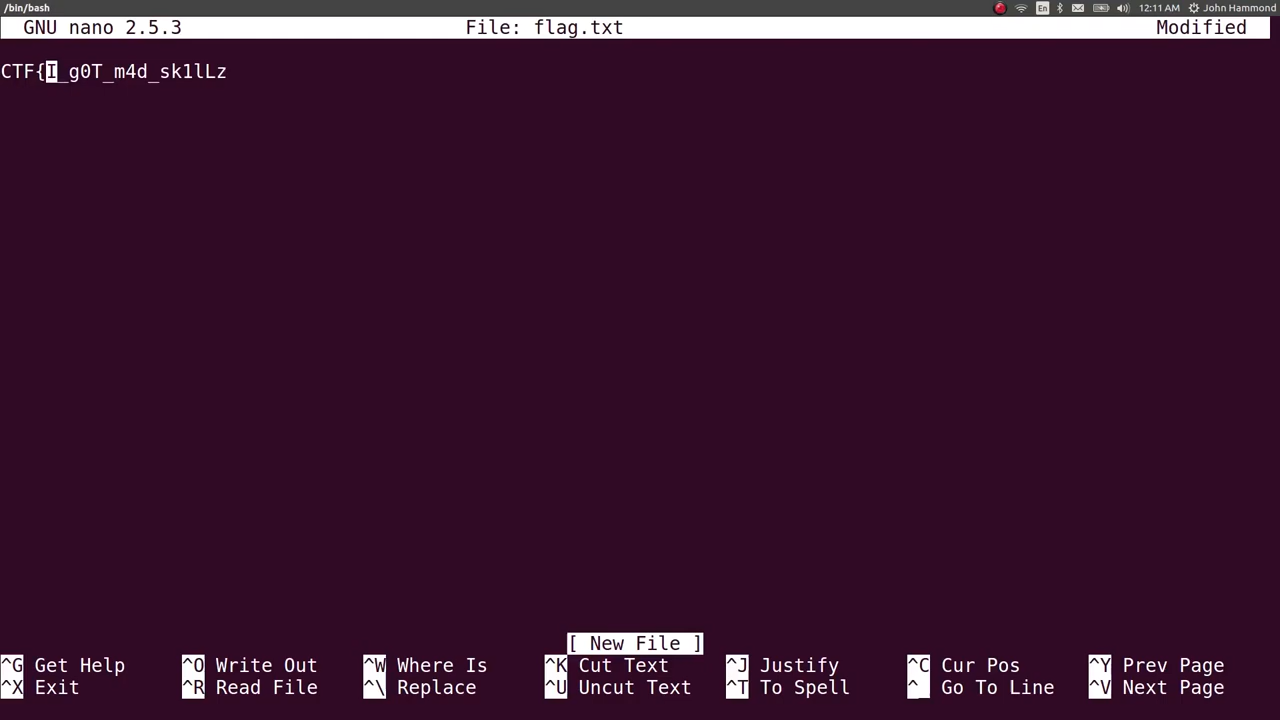 /bin/bash En 12:11 AM John Hammond
GNU nano 2.5.3 File: flag.txt Modified
CTF{I_g0T_m4d_sk1lLz
[ New File ]
^G Get Help ^O Write Out ^W Where Is ^K Cut Text ^J Justify ^C Cur Pos ^Y Prev Page
^X Exit ^R Read File ^\ Replace ^U Uncut Text ^T To Spell ^_ Go To Line ^V Next Page